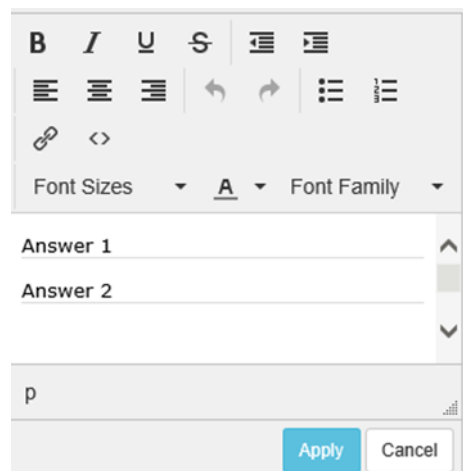 B I U S
Font Sizes A Font Family
Answer 1
Answer 2
p
Apply Cancel